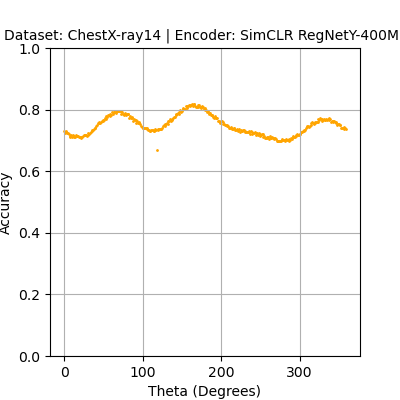 Dataset: ChestX-ray14 | Encoder: SimCLR RegNetY-400M
1.0
0.8
0.6
0.4
0.2
0.0
Accuracy
0 100 200 300
Theta (Degrees)